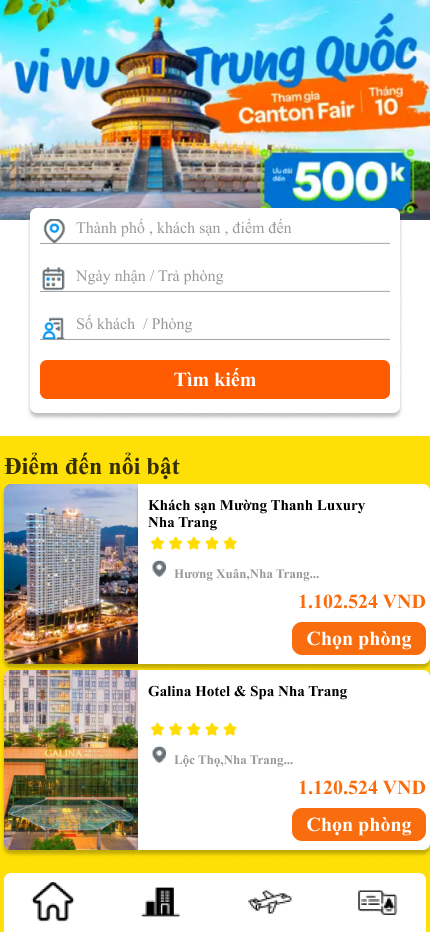 vi vu Trung Quốc
Tham gia
Canton Fair
Tháng
10
Ưu đãi
đến
500k
Thành phố , khách sạn , điểm đến
Ngày nhận / Trả phòng
Số khách / Phòng
Tìm kiếm
Điểm đến nổi bật
Khách sạn Mường Thanh Luxury
Nha Trang
Hương Xuân,Nha Trang...
1.102.524 VND
Chọn phòng
GALINA
Galina Hotel & Spa Nha Trang
Lộc Thọ,Nha Trang...
1.120.524 VND
Chọn phòng